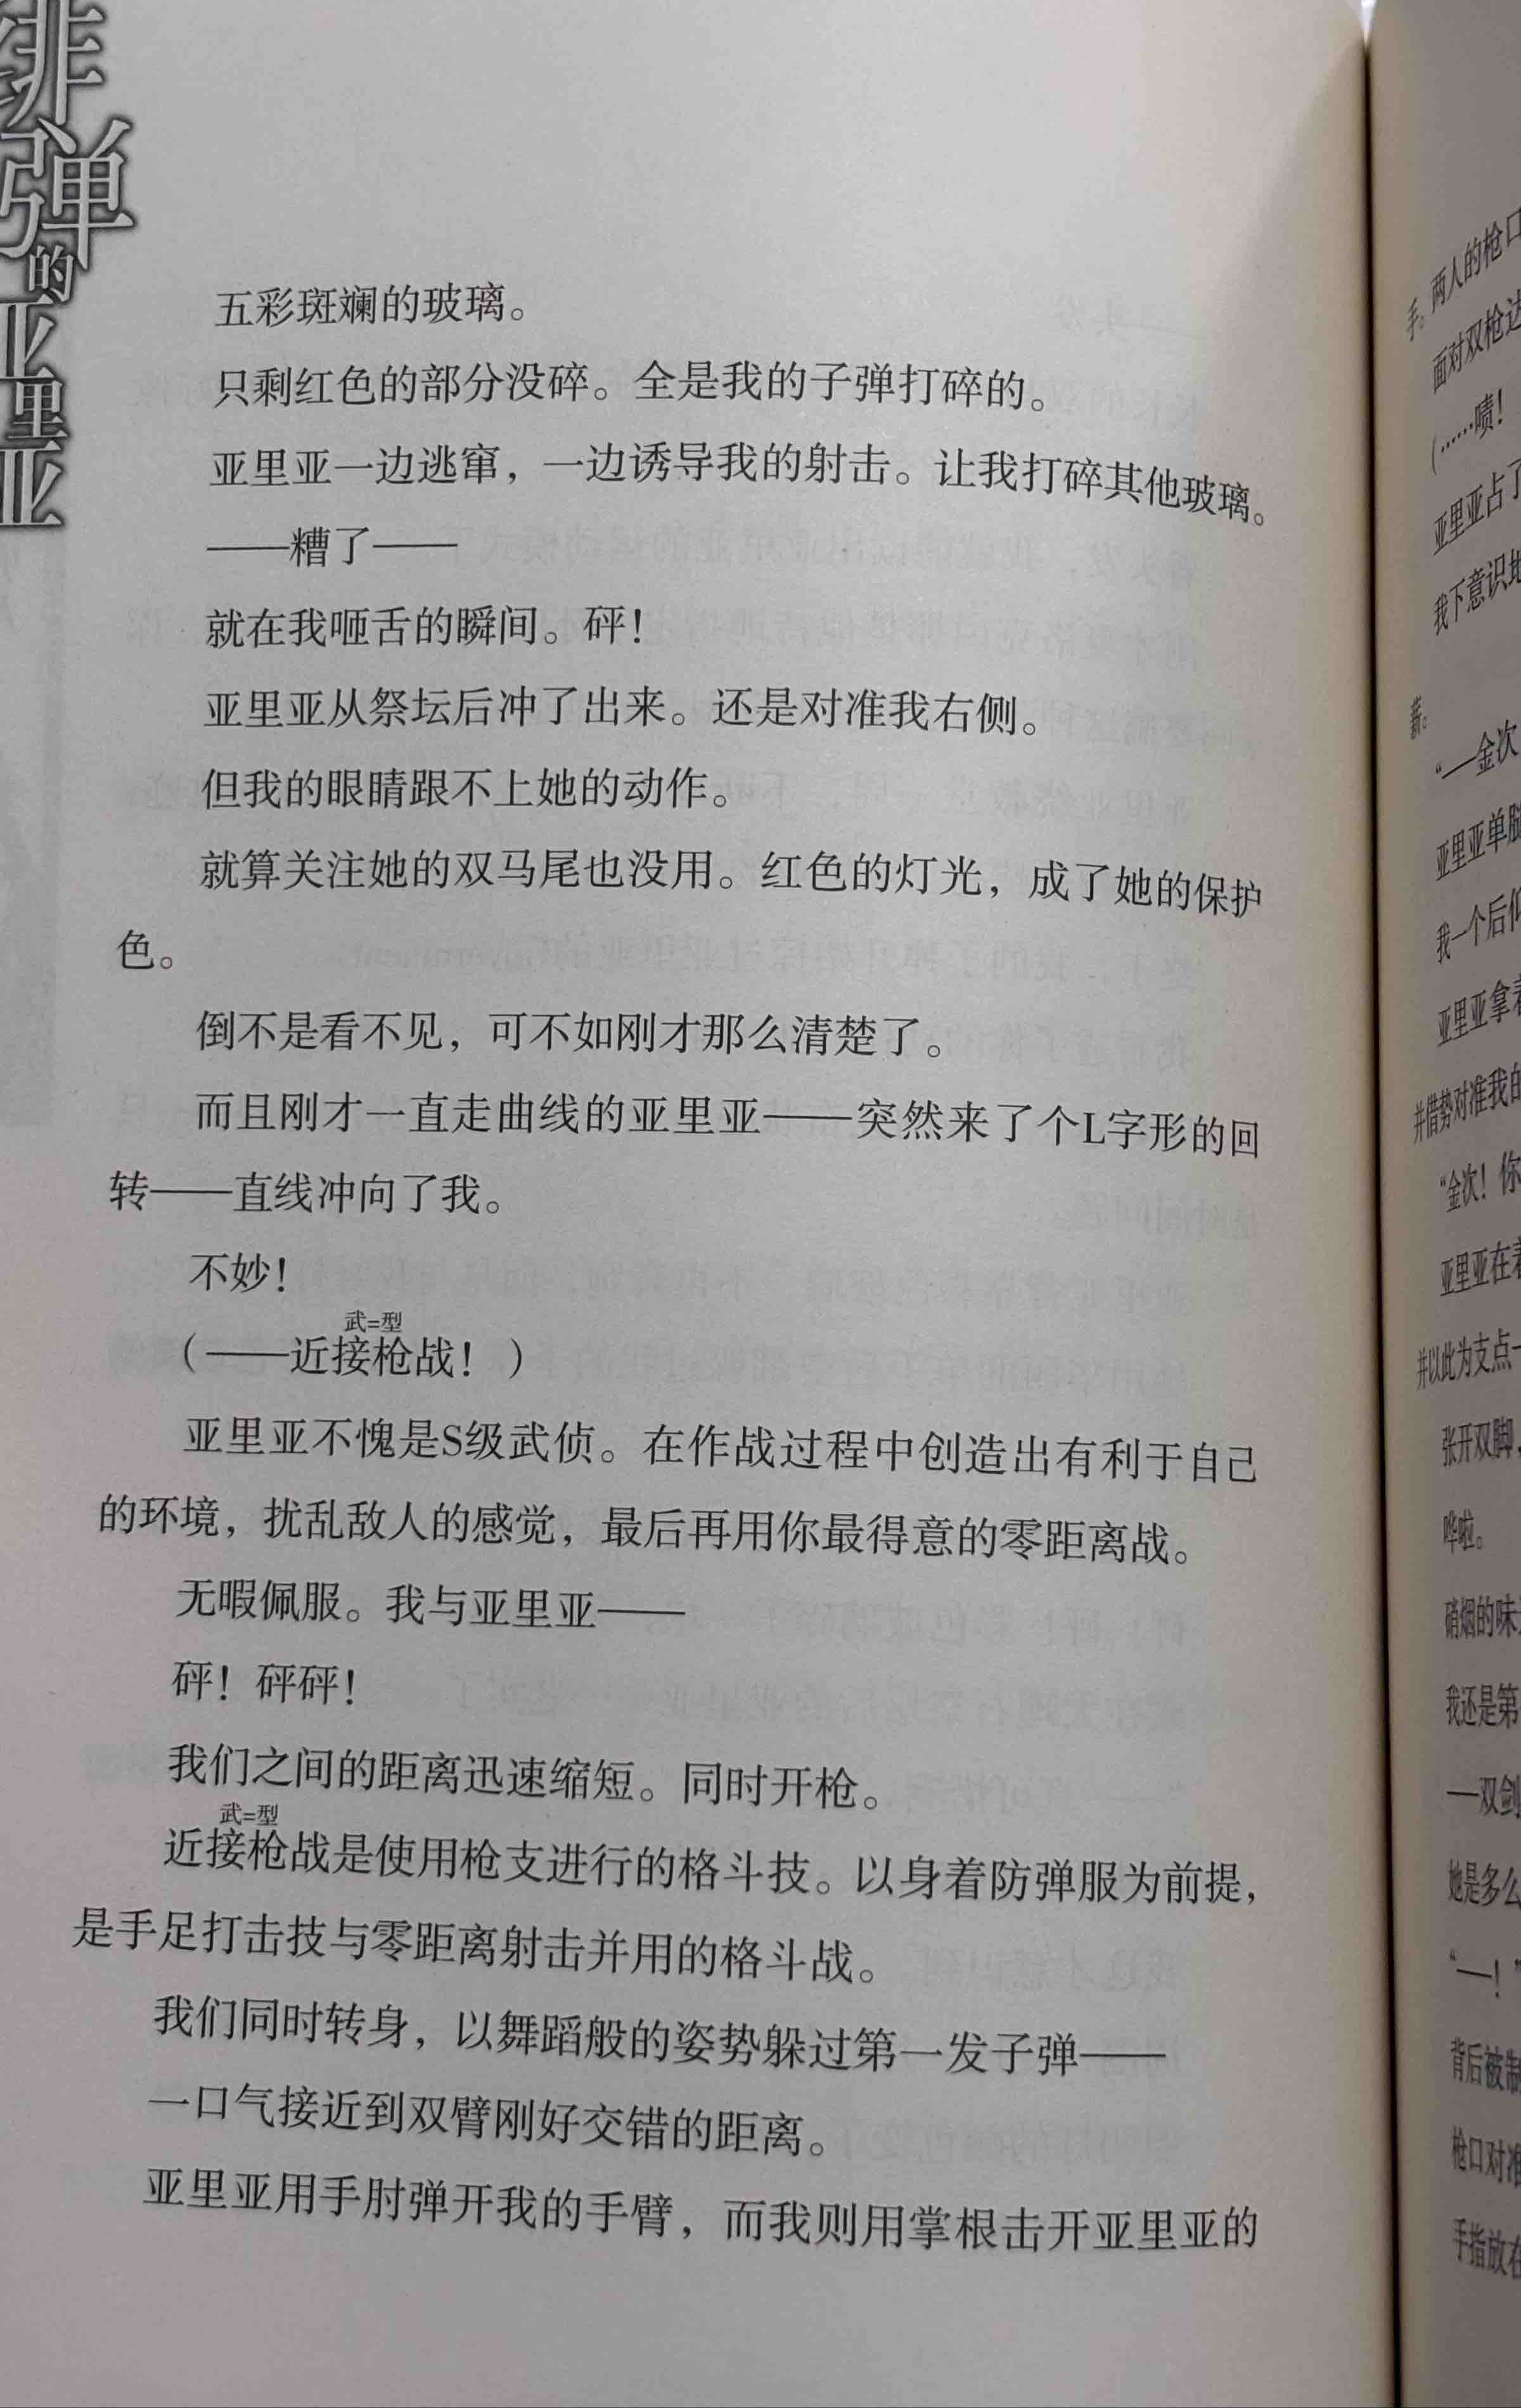 绯弹的亚里亚
五彩斑斓的玻璃。
只剩红色的部分没碎。全是我的子弹打碎的。
亚里亚一边逃窜，一边诱导我的射击。让我打碎其他玻璃。
——糟了——
就在我咂舌的瞬间。砰！
亚里亚从祭坛后冲了出来。还是对准我右侧。
但我的眼睛跟不上她的动作。
就算关注她的双马尾也没用。红色的灯光，成了她的保护
色。
倒不是看不见，可不如刚才那么清楚了。
而且刚才一直走曲线的亚里亚——突然来了个L字形的回
转——直线冲向了我。
不妙！
武=型
（——近接枪战！）
亚里亚不愧是S级武侦。在作战过程中创造出有利于自己
的环境，扰乱敌人的感觉，最后再用你最得意的零距离战。
无暇佩服。我与亚里亚——
砰！砰砰！
我们之间的距离迅速缩短。同时开枪。
武=型
近接枪战是使用枪支进行的格斗技。以身着防弹服为前提，
是手足打击技与零距离射击并用的格斗战。
我们同时转身，以舞蹈般的姿势躲过第一发子弹——
一口气接近到双臂刚好交错的距离。
亚里亚用手肘弹开我的手臂，而我则用掌根击开亚里亚的
手。两人的枪口
面对双枪达
（……啧！
亚里亚占了
我下意识地
薪。
“—金次
亚里亚单腿
我一个后仰
亚里亚拿着
并借势对准我的
“金次！你
亚里亚在着
并以此为支点一
张开双脚，
哗啦。
硝烟的味
我还是第
—双剑
她是多么
“—！”
背后被制
枪口对准
手指放在